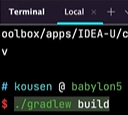 Terminal Local × + ∨
oolbox/apps/IDEA-U/c
v
# kousen @ babylon5
$ ./gradlew build